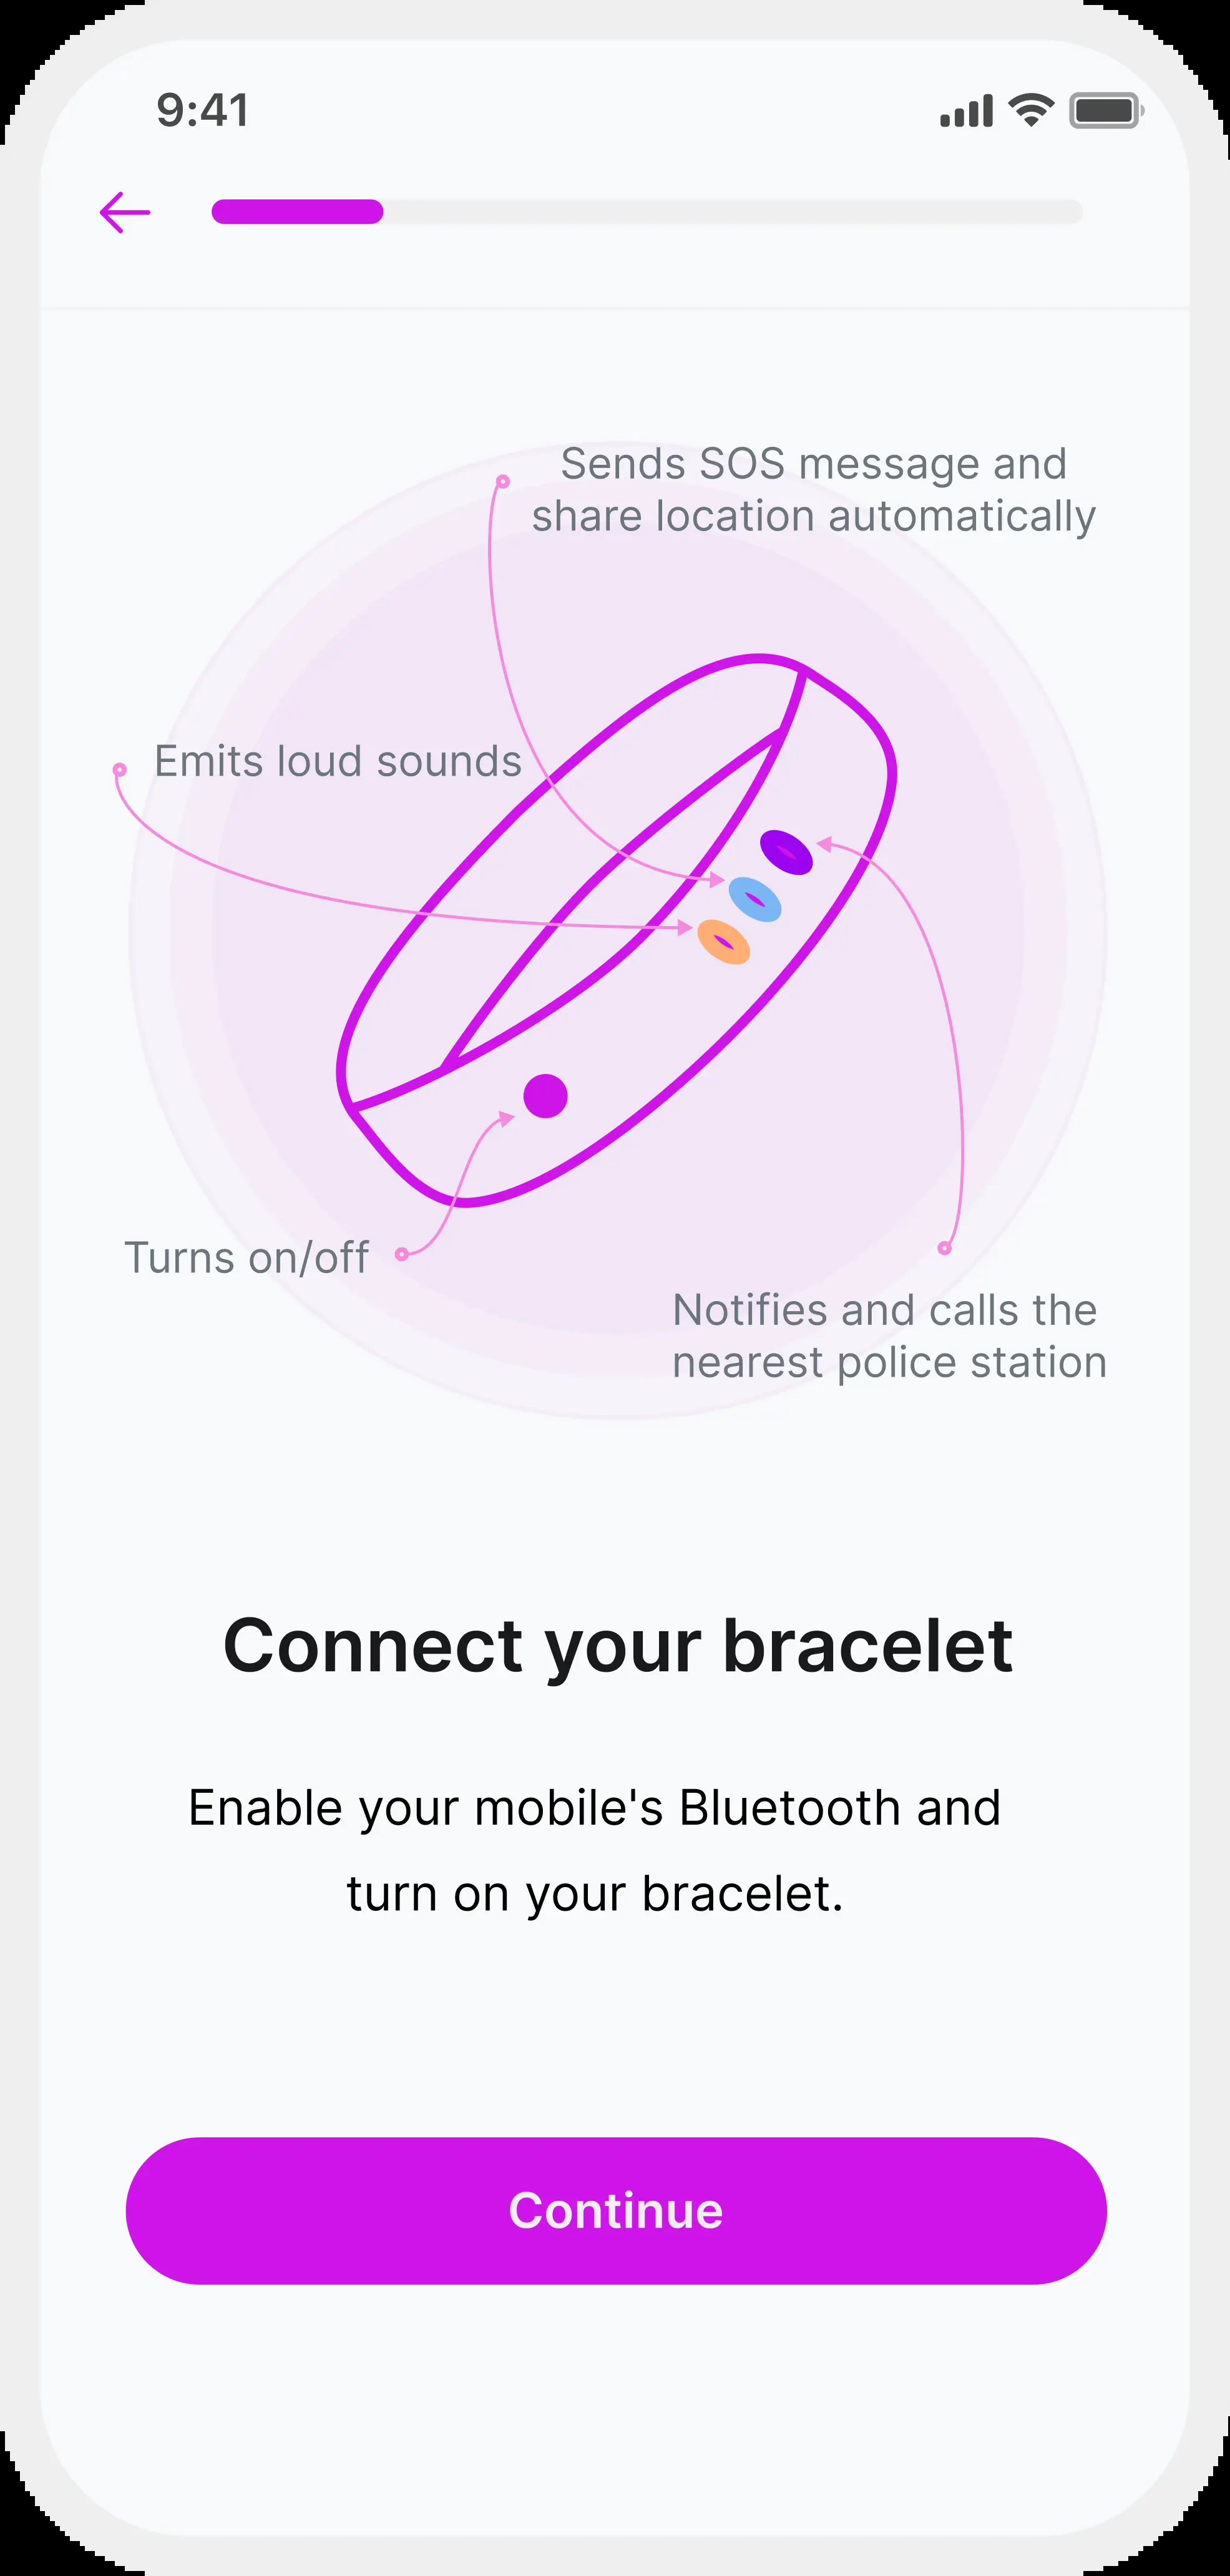 9:41
Sends SOS message and
share location automatically
Emits loud sounds
Turns on/off
Notifies and calls the
nearest police station
Connect your bracelet
Enable your mobile's Bluetooth and
turn on your bracelet.
Continue